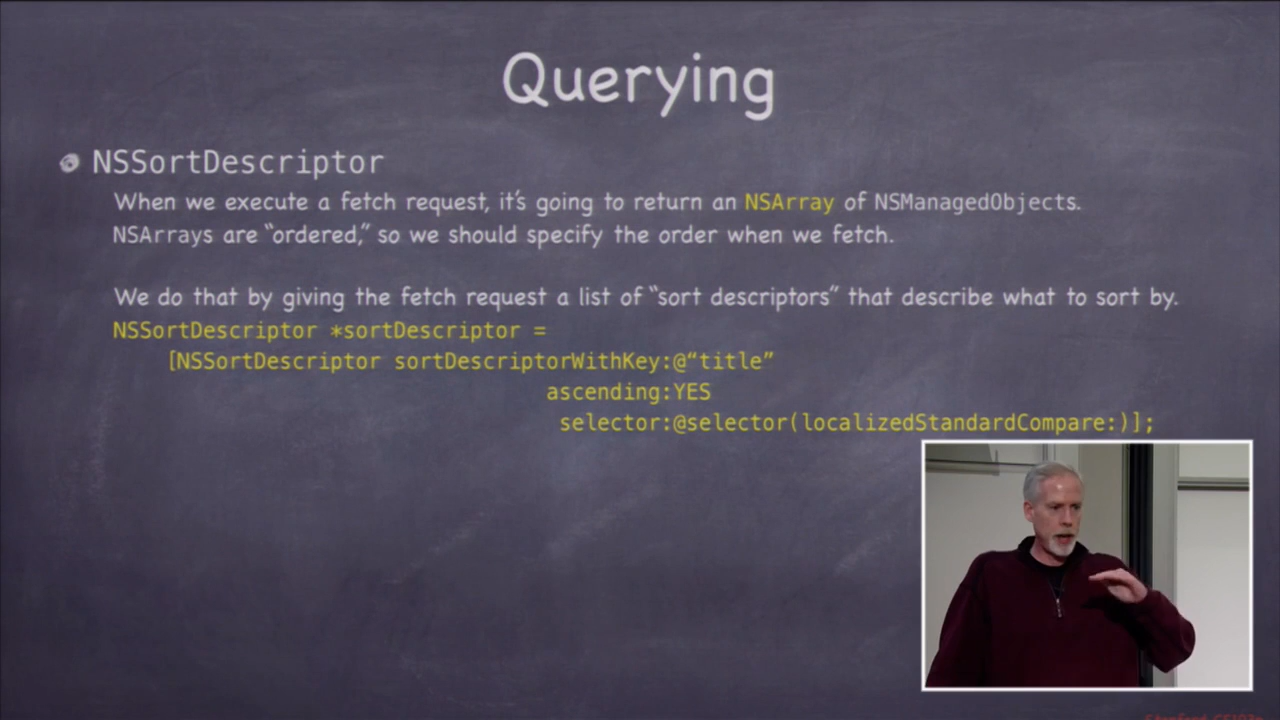 Querying
NSSortDescriptor
When we execute a fetch request, it's going to return an NSArray of NSManagedObjects.
NSArrays are “ordered,” so we should specify the order when we fetch.
We do that by giving the fetch request a list of “sort descriptors” that describe what to sort by.
NSSortDescriptor *sortDescriptor =
[NSSortDescriptor sortDescriptorWithKey:@“title”
ascending:YES
selector:@selector(localizedStandardCompare:)];